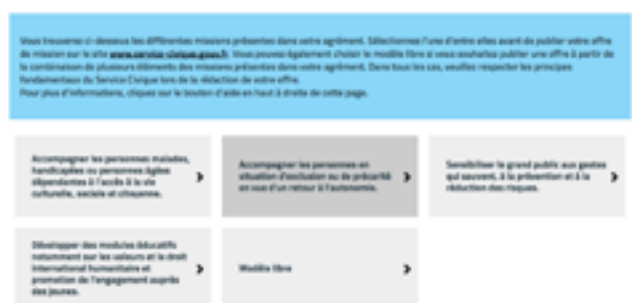 Vous trouverez ci-dessous les différentes missions présentes dans votre agrément. Sélectionnez l'une d'entre elles avant de publier votre offre
de mission sur le site www.service-civique.gouv.fr. Vous pouvez également choisir le modèle libre si vous souhaitez publier une offre à partir de
la combinaison de plusieurs éléments des missions présentes dans votre agrément. Dans tous les cas, veuillez respecter les principes
fondamentaux du Service Civique lors de la rédaction de votre offre.
Pour plus d'informations, cliquez sur le bouton d'aide en haut à droite de cette page.
Accompagner les personnes malades,
handicapées ou personnes âgées
dépendantes à l'accès à la vie
culturelle, sociale et citoyenne.
Accompagner les personnes en
situation d'exclusion ou de précarité
en vue d'un retour à l'autonomie.
Sensibiliser le grand public aux gestes
qui sauvent, à la prévention et à la
réduction des risques.
Développer des modules éducatifs
notamment sur les valeurs et le droit
international humanitaire et
promotion de l'engagement auprès
des jeunes.
Modèle libre